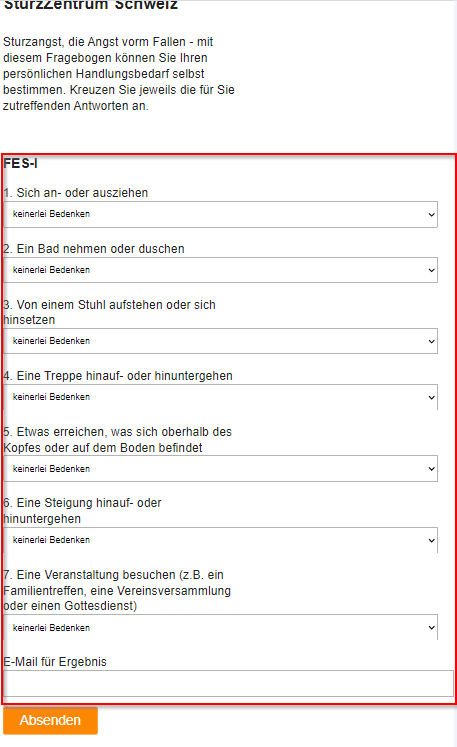 SturzZentrum Schweiz
Sturzangst, die Angst vorm Fallen - mit
diesem Fragebogen können Sie Ihren
persönlichen Handlungsbedarf selbst
bestimmen. Kreuzen Sie jeweils die für Sie
zutreffenden Antworten an.
FES-I
1. Sich an- oder ausziehen
keinerlei Bedenken
2. Ein Bad nehmen oder duschen
keinerlei Bedenken
3. Von einem Stuhl aufstehen oder sich
hinsetzen
keinerlei Bedenken
4. Eine Treppe hinauf- oder hinuntergehen
keinerlei Bedenken
5. Etwas erreichen, was sich oberhalb des
Kopfes oder auf dem Boden befindet
keinerlei Bedenken
6. Eine Steigung hinauf- oder
hinuntergehen
keinerlei Bedenken
7. Eine Veranstaltung besuchen (z.B. ein
Familientreffen, eine Vereinsversammlung
oder einen Gottesdienst)
keinerlei Bedenken
E-Mail für Ergebnis
Absenden